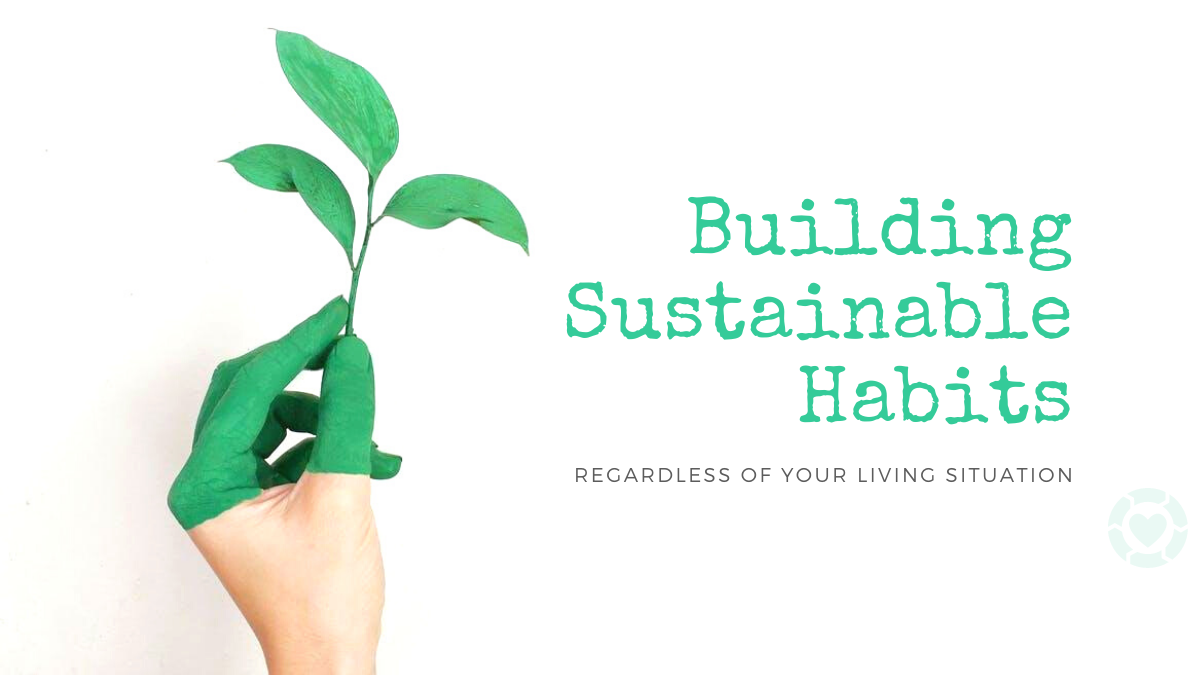 Building
Sustainable
Habits
REGARDLESS OF YOUR LIVING SITUATION